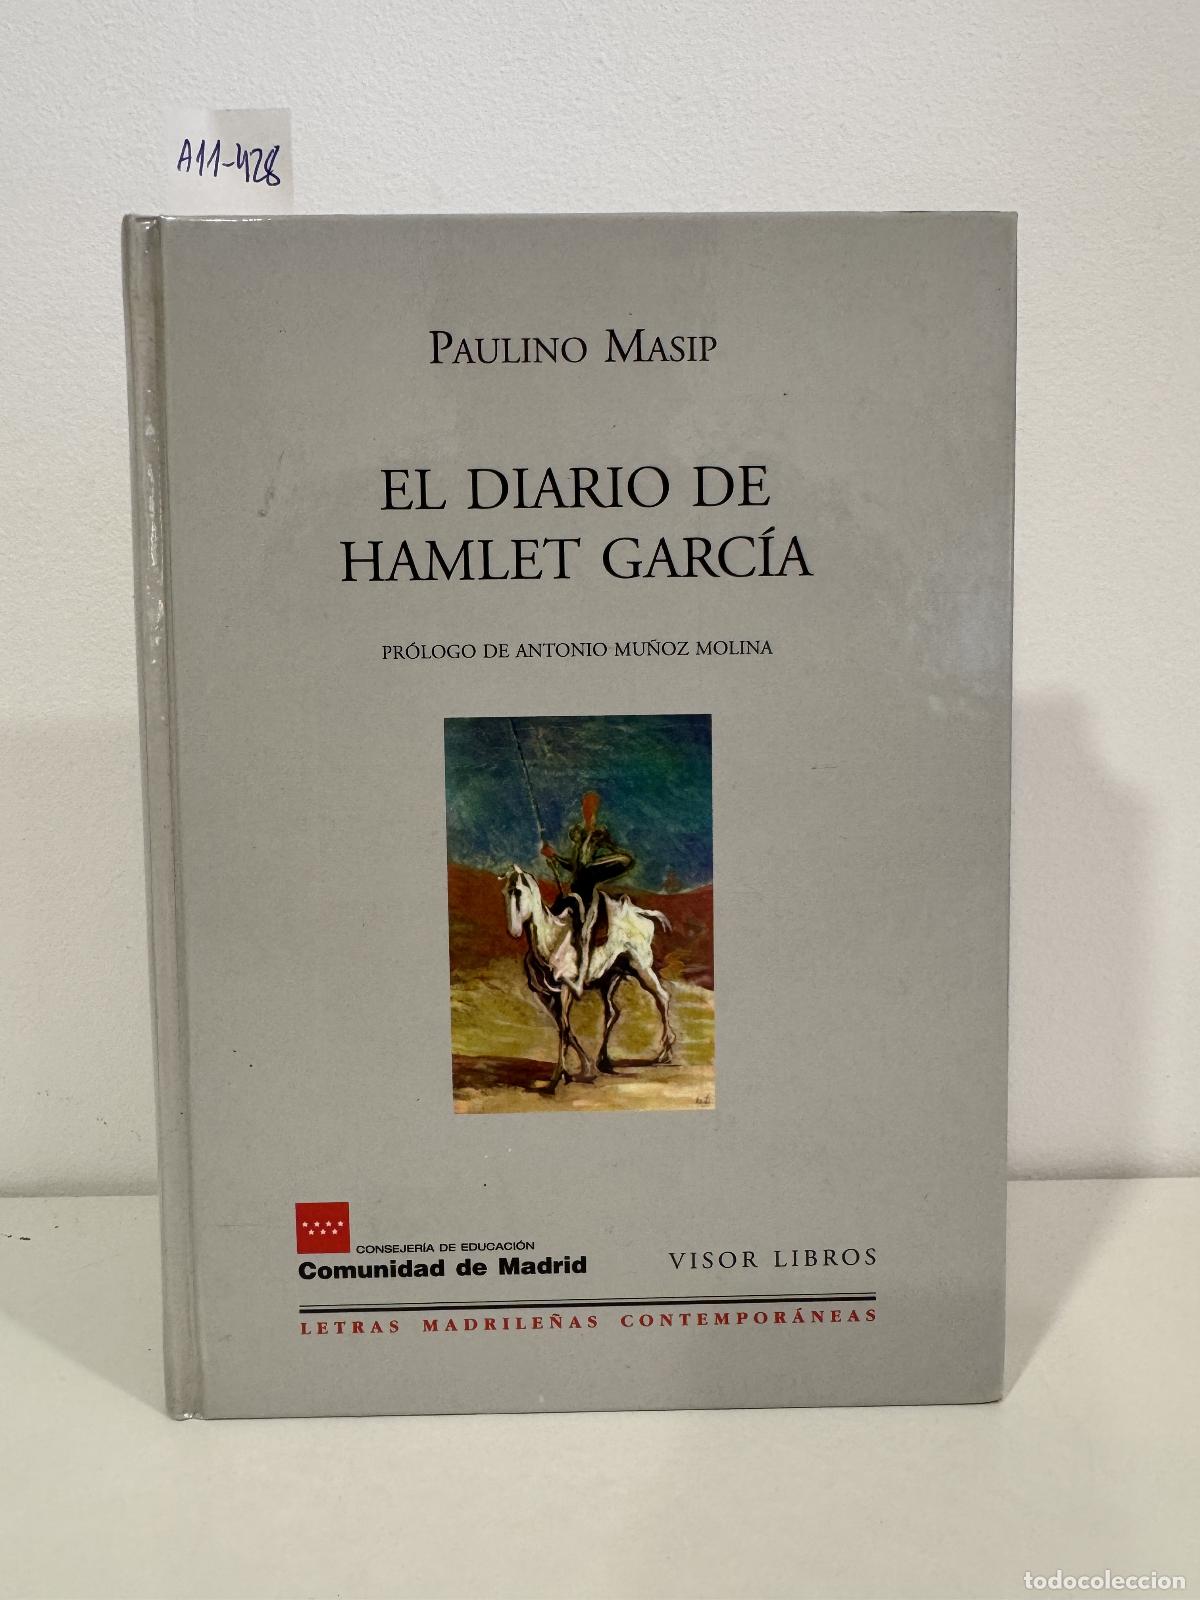 A11-428
PAULINO MASIP
EL DIARIO DE
HAMLET GARCÍA
PRÓLOGO DE ANTONIO MUÑOZ MOLINA
CONSEJERÍA DE EDUCACIÓN
Comunidad de Madrid
VISOR LIBROS
LETRAS MADRILEÑAS CONTEMPORÁNEAS
todocoleccion